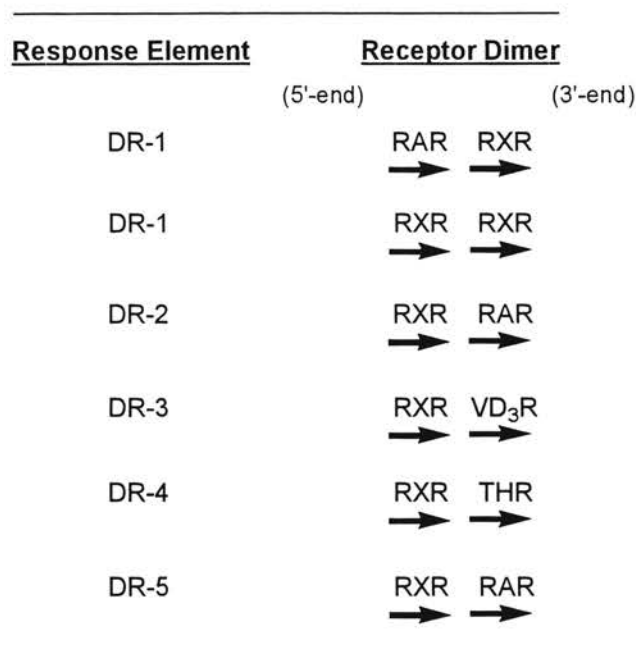 Response Element Receptor Dimer
(5'-end) (3'-end)
DR-1 RAR RXR
DR-1 RXR RXR
DR-2 RXR RAR
DR-3 RXR VD₃R
DR-4 RXR THR
DR-5 RXR RAR